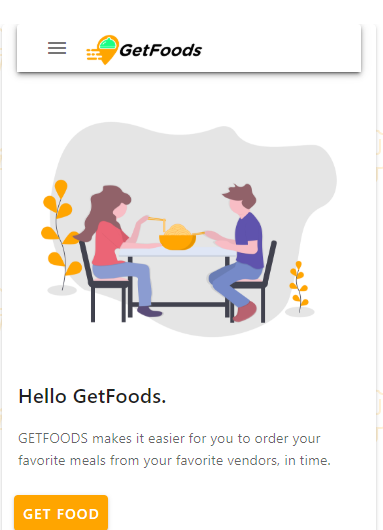 GetFoods
Hello GetFoods.
GETFOODS makes it easier for you to order your
favorite meals from your favorite vendors, in time.
GET FOOD